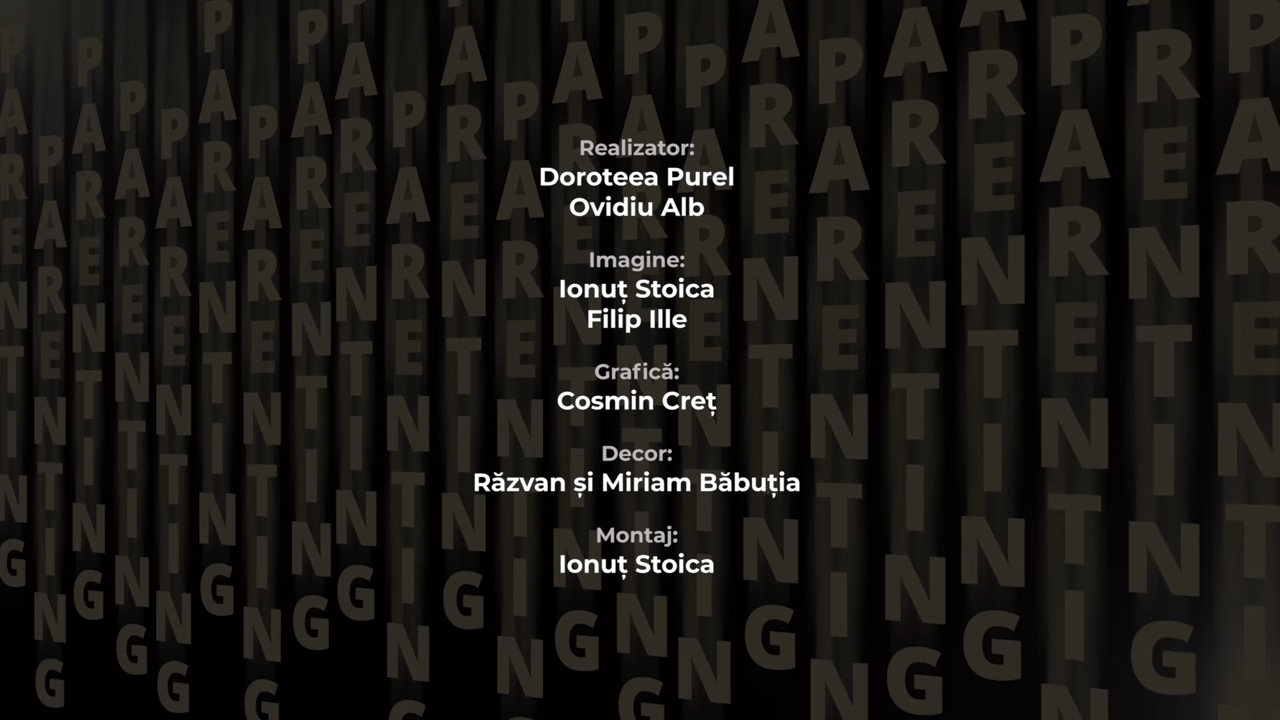 Realizator:
Doroteea Purel
Ovidiu Alb
Imagine:
Ionuț Stoica
Filip Ille
Grafică:
Cosmin Creț
Decor:
Răzvan și Miriam Băbuția
Montaj:
Ionuț Stoica
PARENTING